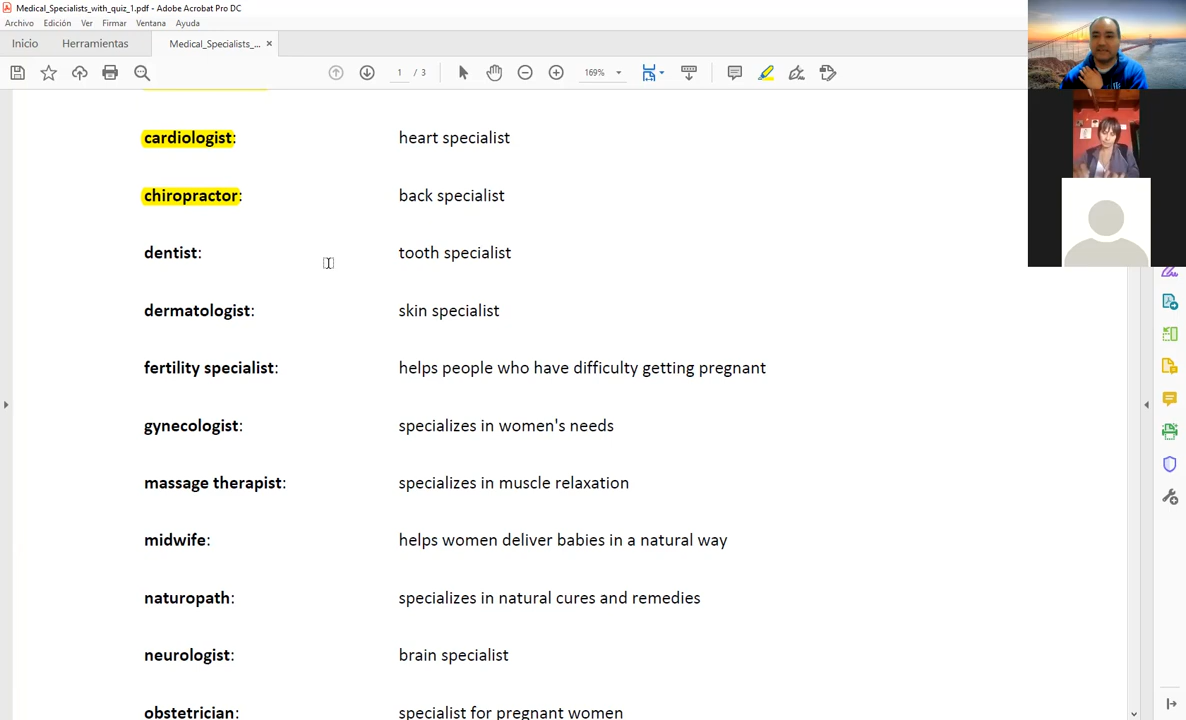 Medical_Specialists_with_quiz_1.pdf - Adobe Acrobat Pro DC
Archivo Edición Ver Firmar Ventana Ayuda
Inicio Herramientas Medical_Specialists_... ×
1 / 3 169%
cardiologist: heart specialist
chiropractor: back specialist
dentist: tooth specialist
dermatologist: skin specialist
fertility specialist: helps people who have difficulty getting pregnant
gynecologist: specializes in women's needs
massage therapist: specializes in muscle relaxation
midwife: helps women deliver babies in a natural way
naturopath: specializes in natural cures and remedies
neurologist: brain specialist
obstetrician: specialist for pregnant women